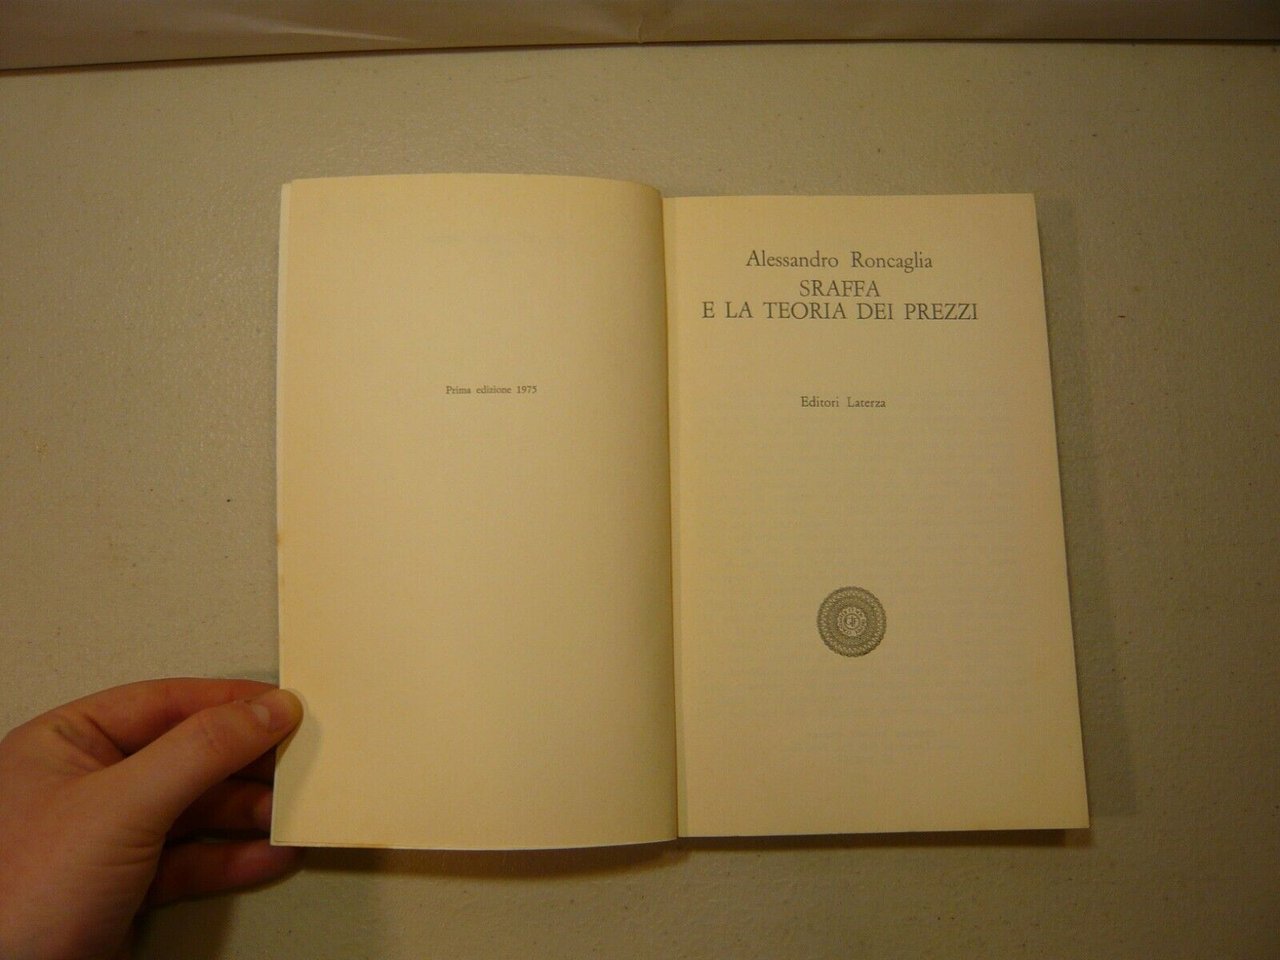 Prima edizione 1975
Alessandro Roncaglia
SRAFFA
E LA TEORIA DEI PREZZI
Editori Laterza